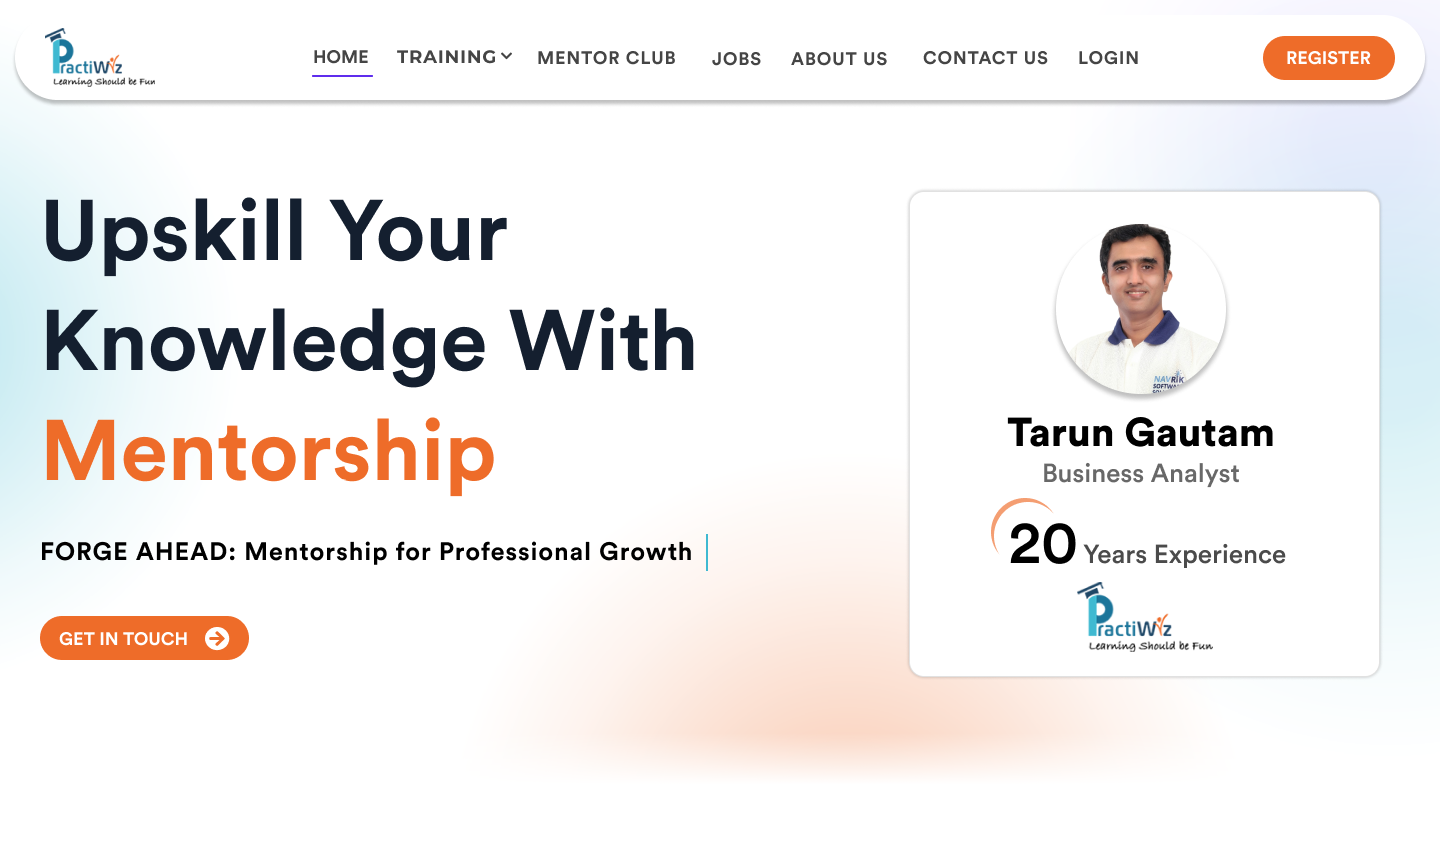 PractiWiz
Learning Should be Fun
HOME
TRAINING
MENTOR CLUB
JOBS
ABOUT US
CONTACT US
LOGIN
REGISTER
Upskill Your
Knowledge With
Mentorship
FORGE AHEAD: Mentorship for Professional Growth
GET IN TOUCH
NAVRIK
SOFTWA
Tarun Gautam
Business Analyst
20 Years Experience
PractiWiz
Learning Should be Fun